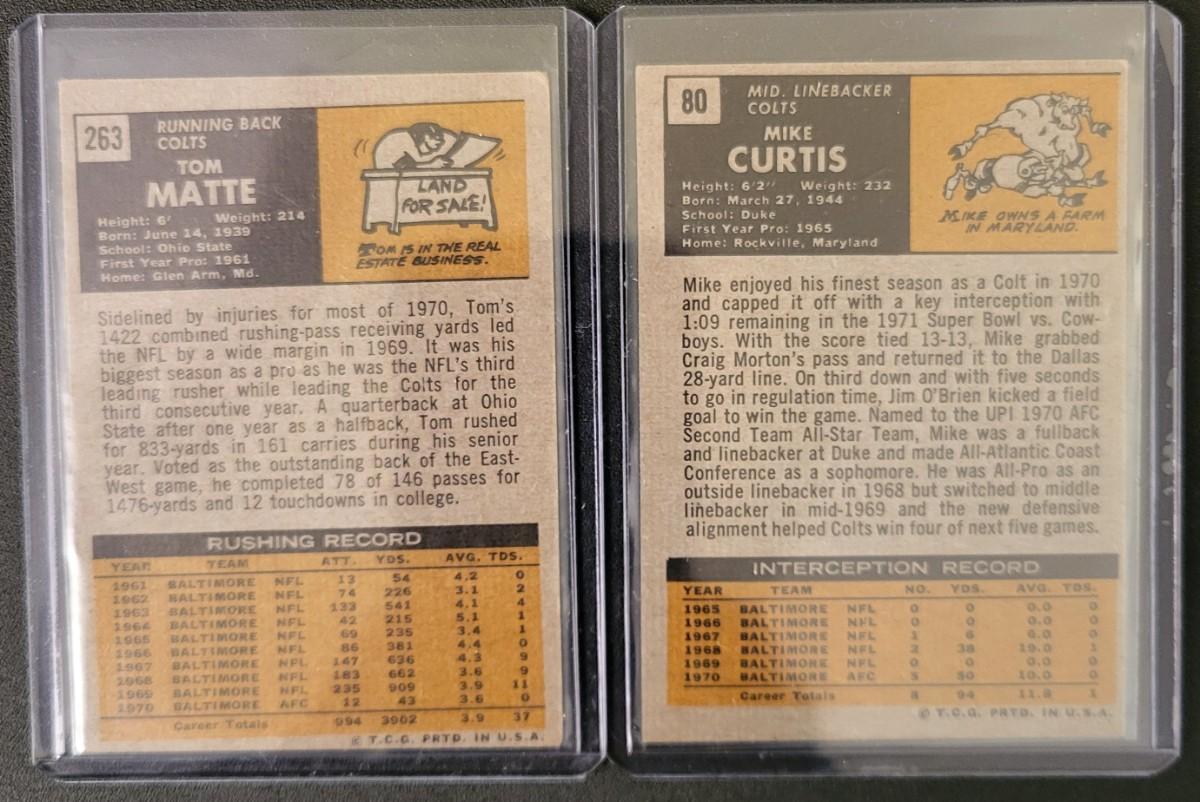 263
RUNNING BACK
COLTS
TOM
MATTE
Height: 6' Weight: 214
Born: June 14, 1939
School: Ohio State
First Year Pro: 1961
Home: Glen Arm, Md.
LAND
FOR SALE!
TOM IS IN THE REAL
ESTATE BUSINESS.
Sidelined by injuries for most of 1970, Tom's
1422 combined rushing-pass receiving yards led
the NFL by a wide margin in 1969. It was his
biggest season as a pro as he was the NFL's third
leading rusher while leading the Colts for the
third consecutive year. A quarterback at Ohio
State after one year as a halfback, Tom rushed
for 833-yards in 161 carries during his senior
year. Voted as the outstanding back of the East-
West game, he completed 78 of 146 passes for
1476-yards and 12 touchdowns in college.
RUSHING RECORD
YEAR TEAM ATT. YDS. AVG. TDS.
1961 BALTIMORE NFL 13 54 4.2 0
1962 BALTIMORE NFL 74 226 3.1 2
1963 BALTIMORE NFL 133 541 4.1 4
1964 BALTIMORE NFL 42 215 5.1 1
1965 BALTIMORE NFL 69 235 3.4 1
1966 BALTIMORE NFL 86 381 4.4 0
1967 BALTIMORE NFL 147 636 4.3 9
1968 BALTIMORE NFL 183 662 3.6 9
1969 BALTIMORE NFL 235 909 3.9 11
1970 BALTIMORE AFC 12 43 3.6 0
Career Totals 994 3902 3.9 37
© T.C.G. PRTD. IN U.S.A.
80
MID. LINEBACKER
COLTS
MIKE
CURTIS
Height: 6'2" Weight: 232
Born: March 27, 1944
School: Duke
First Year Pro: 1965
Home: Rockville, Maryland
MIKE OWNS A FARM
IN MARYLAND.
Mike enjoyed his finest season as a Colt in 1970
and capped it off with a key interception with
1:09 remaining in the 1971 Super Bowl vs. Cow-
boys. With the score tied 13-13, Mike grabbed
Craig Morton's pass and returned it to the Dallas
28-yard line. On third down and with five seconds
to go in regulation time, Jim O'Brien kicked a field
goal to win the game. Named to the UPI 1970 AFC
Second Team All-Star Team, Mike was a fullback
and linebacker at Duke and made All-Atlantic Coast
Conference as a sophomore. He was All-Pro as an
outside linebacker in 1968 but switched to middle
linebacker in mid-1969 and the new defensive
alignment helped Colts win four of next five games.
INTERCEPTION RECORD
YEAR TEAM NO. YDS. AVG. TDS.
1965 BALTIMORE NFL 0 0 0.0 0
1966 BALTIMORE NFL 0 0 0.0 0
1967 BALTIMORE NFL 1 6 6.0 0
1968 BALTIMORE NFL 2 38 19.0 1
1969 BALTIMORE NFL 0 0 0.0 0
1970 BALTIMORE AFC 5 50 10.0 0
Career Totals 8 94 11.8 1
© T.C.G. PRTD. IN U.S.A.